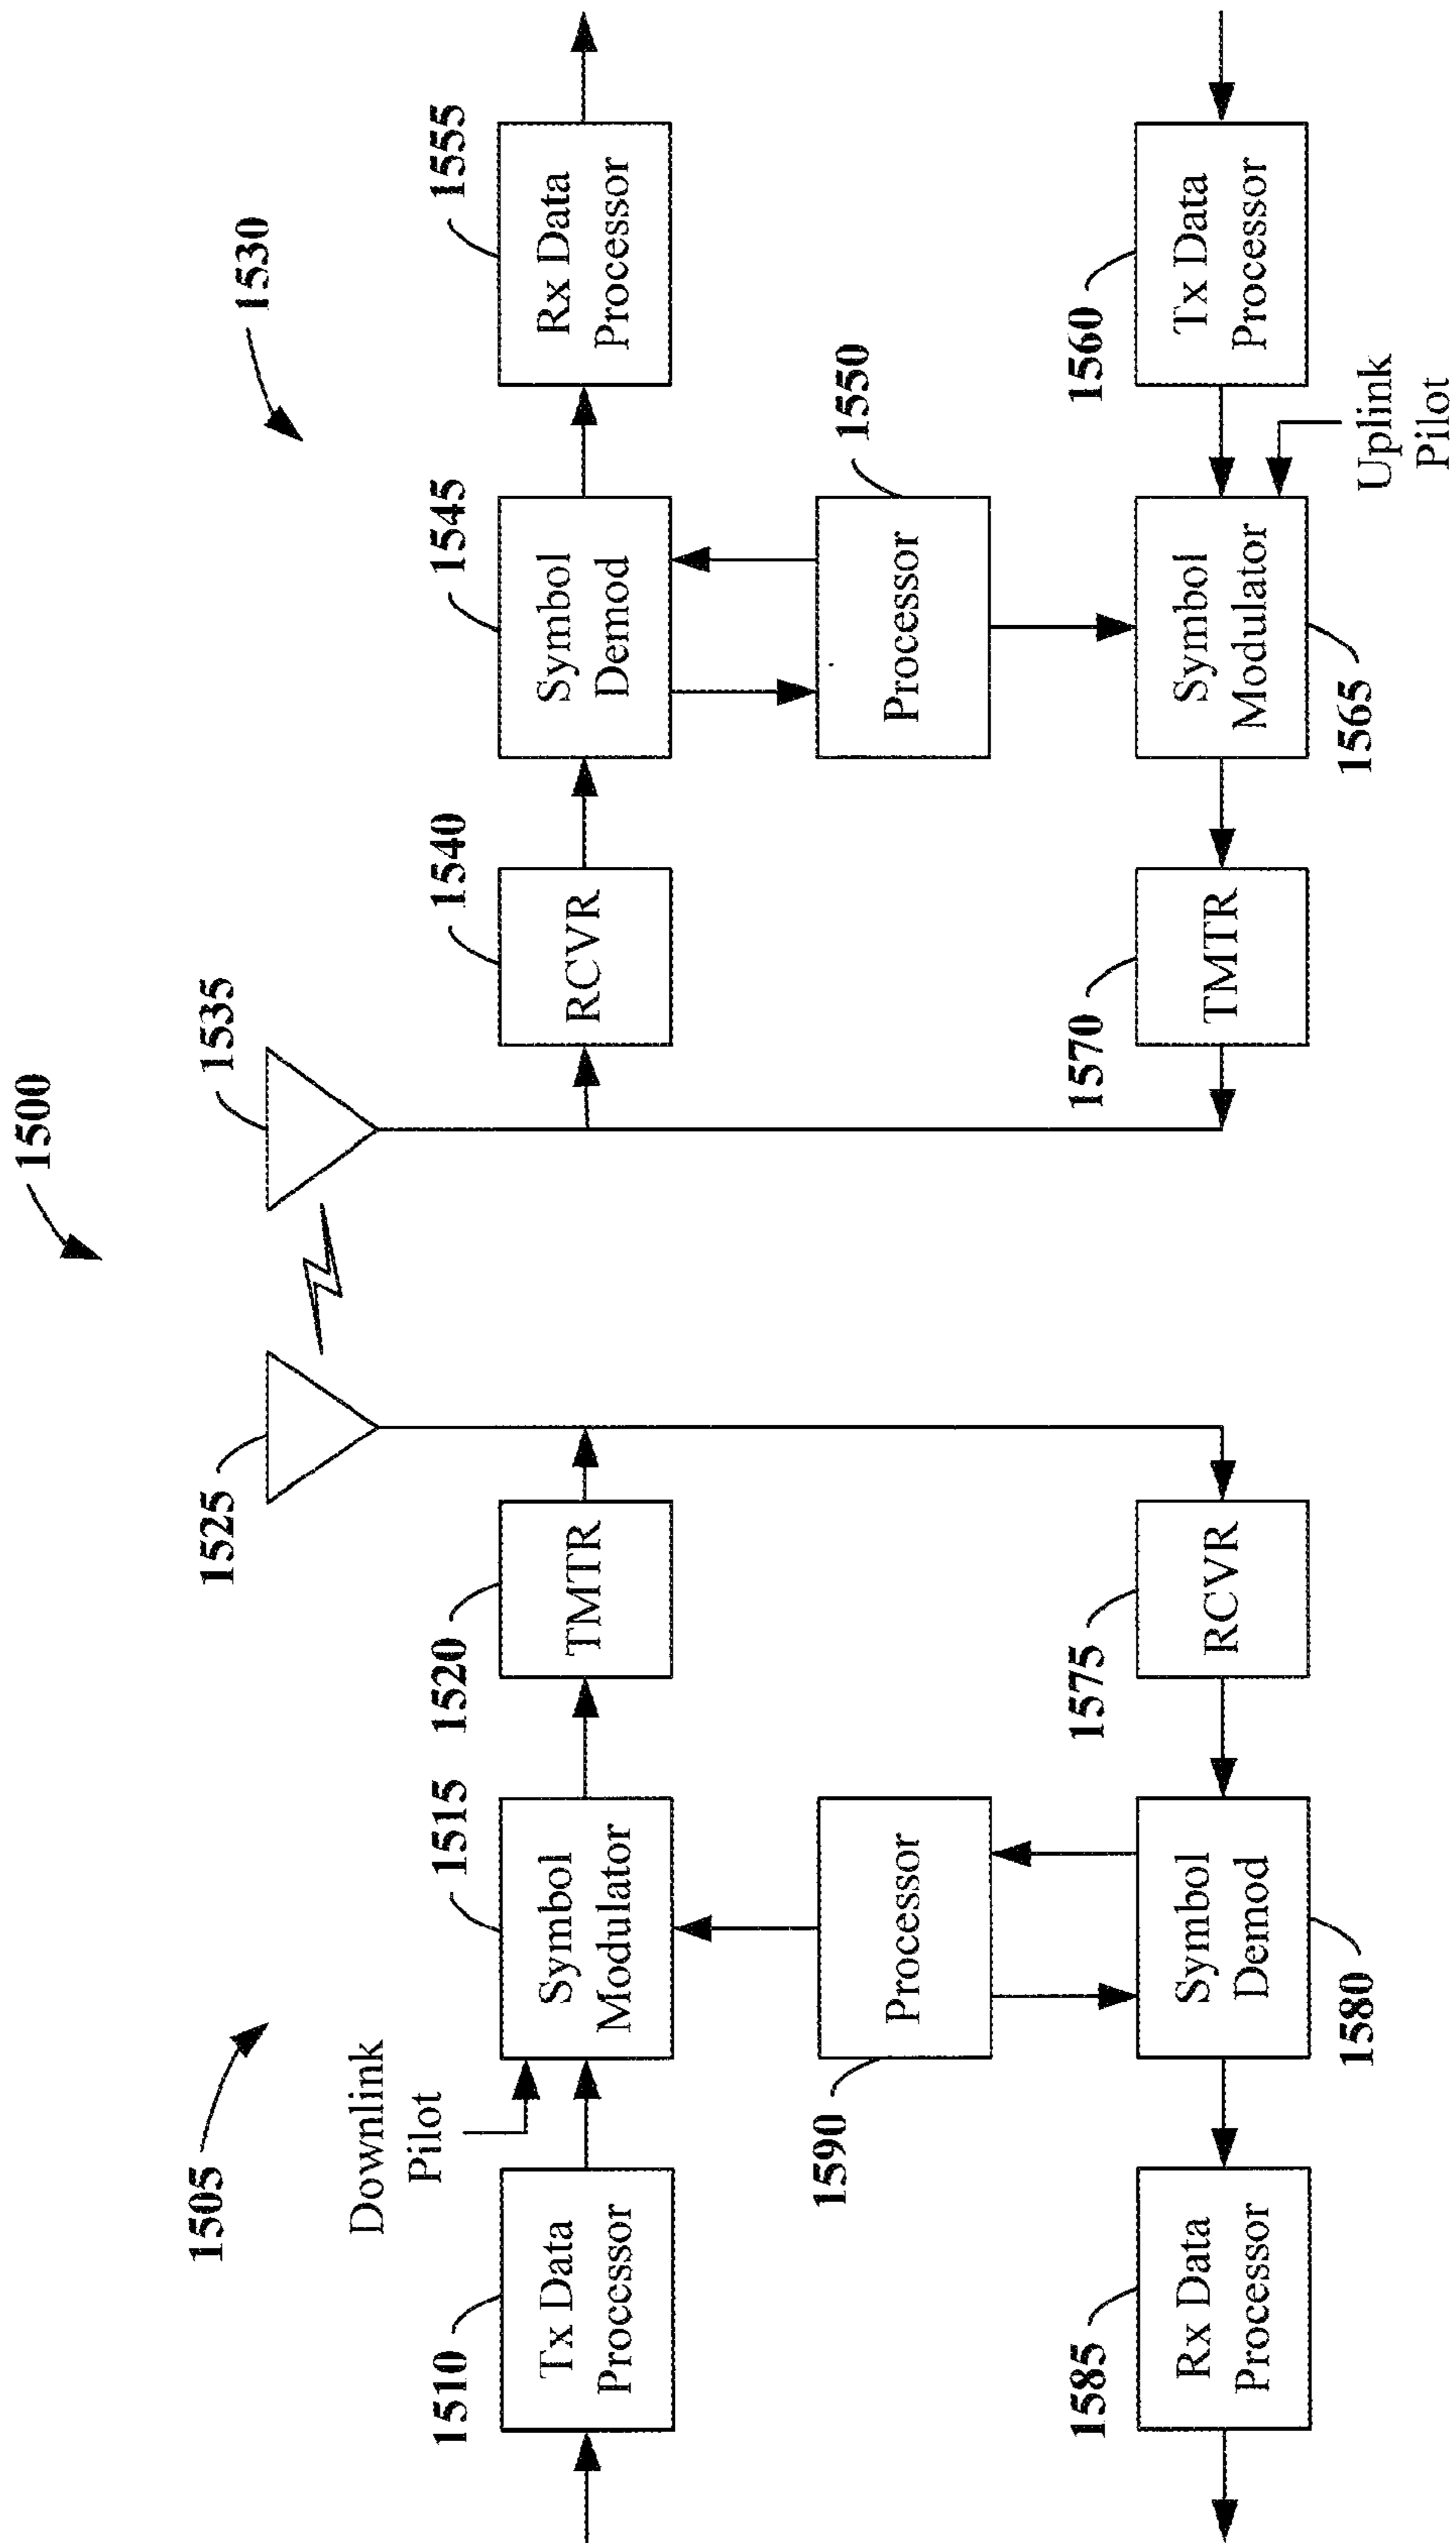 1500
1505
1530
1525
1535
Downlink
Pilot
1510
Tx Data
Processor
1515
Symbol
Modulator
1520
TMTR
1540
RCVR
1545
Symbol
Demod
1555
Rx Data
Processor
1590
Processor
1550
Processor
1585
Rx Data
Processor
1580
Symbol
Demod
1575
RCVR
1570
TMTR
1565
Symbol
Modulator
1560
Tx Data
Processor
Uplink
Pilot